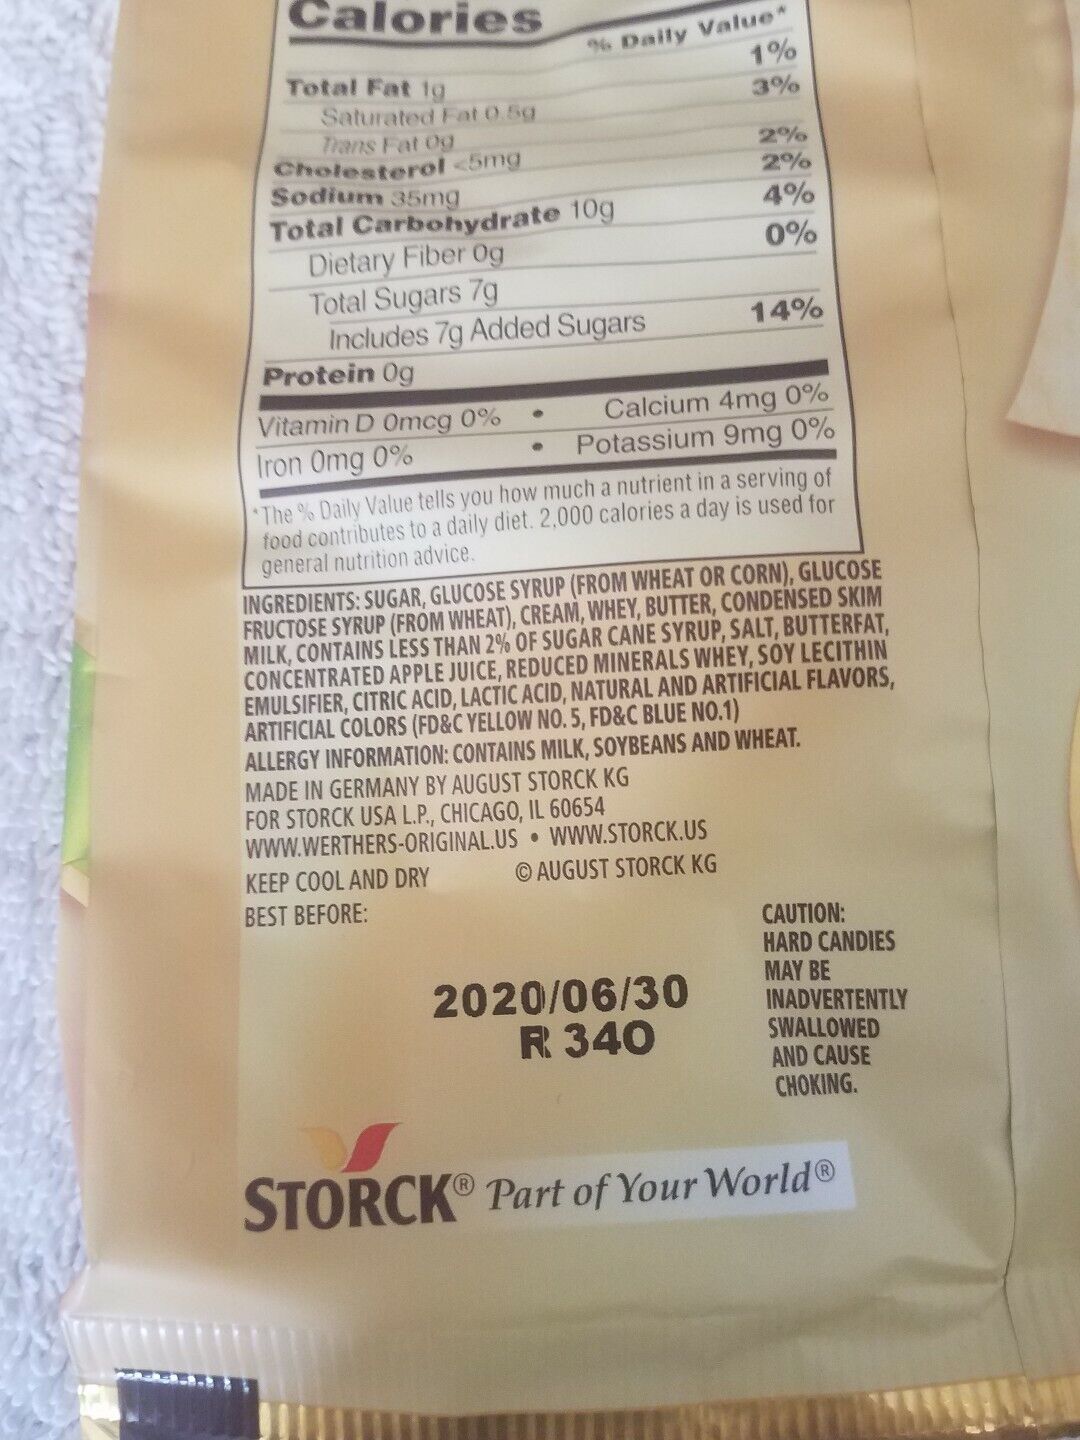 Calories
% Daily Value*
Total Fat 1g 1%
Saturated Fat 0.5g 3%
Trans Fat 0g
Cholesterol <5mg 2%
Sodium 35mg 2%
Total Carbohydrate 10g 4%
Dietary Fiber 0g 0%
Total Sugars 7g
Includes 7g Added Sugars 14%
Protein 0g
Vitamin D 0mcg 0% • Calcium 4mg 0%
Iron 0mg 0% • Potassium 9mg 0%
*The % Daily Value tells you how much a nutrient in a serving of
food contributes to a daily diet. 2,000 calories a day is used for
general nutrition advice.
INGREDIENTS: SUGAR, GLUCOSE SYRUP (FROM WHEAT OR CORN), GLUCOSE
FRUCTOSE SYRUP (FROM WHEAT), CREAM, WHEY, BUTTER, CONDENSED SKIM
MILK, CONTAINS LESS THAN 2% OF SUGAR CANE SYRUP, SALT, BUTTERFAT,
CONCENTRATED APPLE JUICE, REDUCED MINERALS WHEY, SOY LECITHIN
EMULSIFIER, CITRIC ACID, LACTIC ACID, NATURAL AND ARTIFICIAL FLAVORS,
ARTIFICIAL COLORS (FD&C YELLOW NO. 5, FD&C BLUE NO.1)
ALLERGY INFORMATION: CONTAINS MILK, SOYBEANS AND WHEAT.
MADE IN GERMANY BY AUGUST STORCK KG
FOR STORCK USA L.P., CHICAGO, IL 60654
WWW.WERTHERS-ORIGINAL.US • WWW.STORCK.US
KEEP COOL AND DRY © AUGUST STORCK KG
BEST BEFORE:
2020/06/30
R 340
CAUTION:
HARD CANDIES
MAY BE
INADVERTENTLY
SWALLOWED
AND CAUSE
CHOKING.
STORCK® Part of Your World®